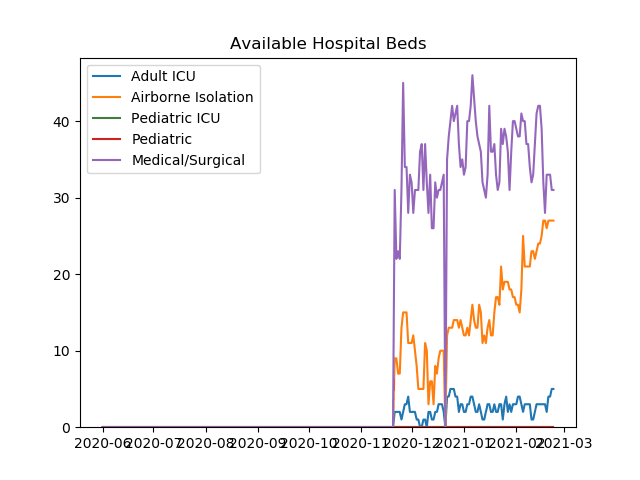 Available Hospital Beds
Adult ICU
Airborne Isolation
Pediatric ICU
Pediatric
Medical/Surgical
40
30
20
10
0
2020-06 2020-07 2020-08 2020-09 2020-10 2020-11 2020-12 2021-01 2021-02 2021-03